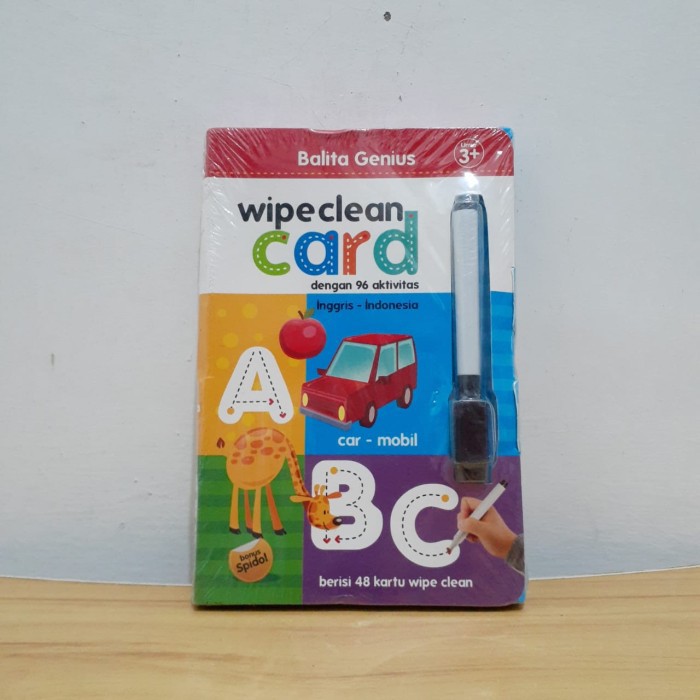 Balita Genius
Umur
3+
wipe clean
card
dengan 96 aktivitas
Inggris - Indonesia
A
car - mobil
B C
bonus
Spidol
berisi 48 kartu wipe clean